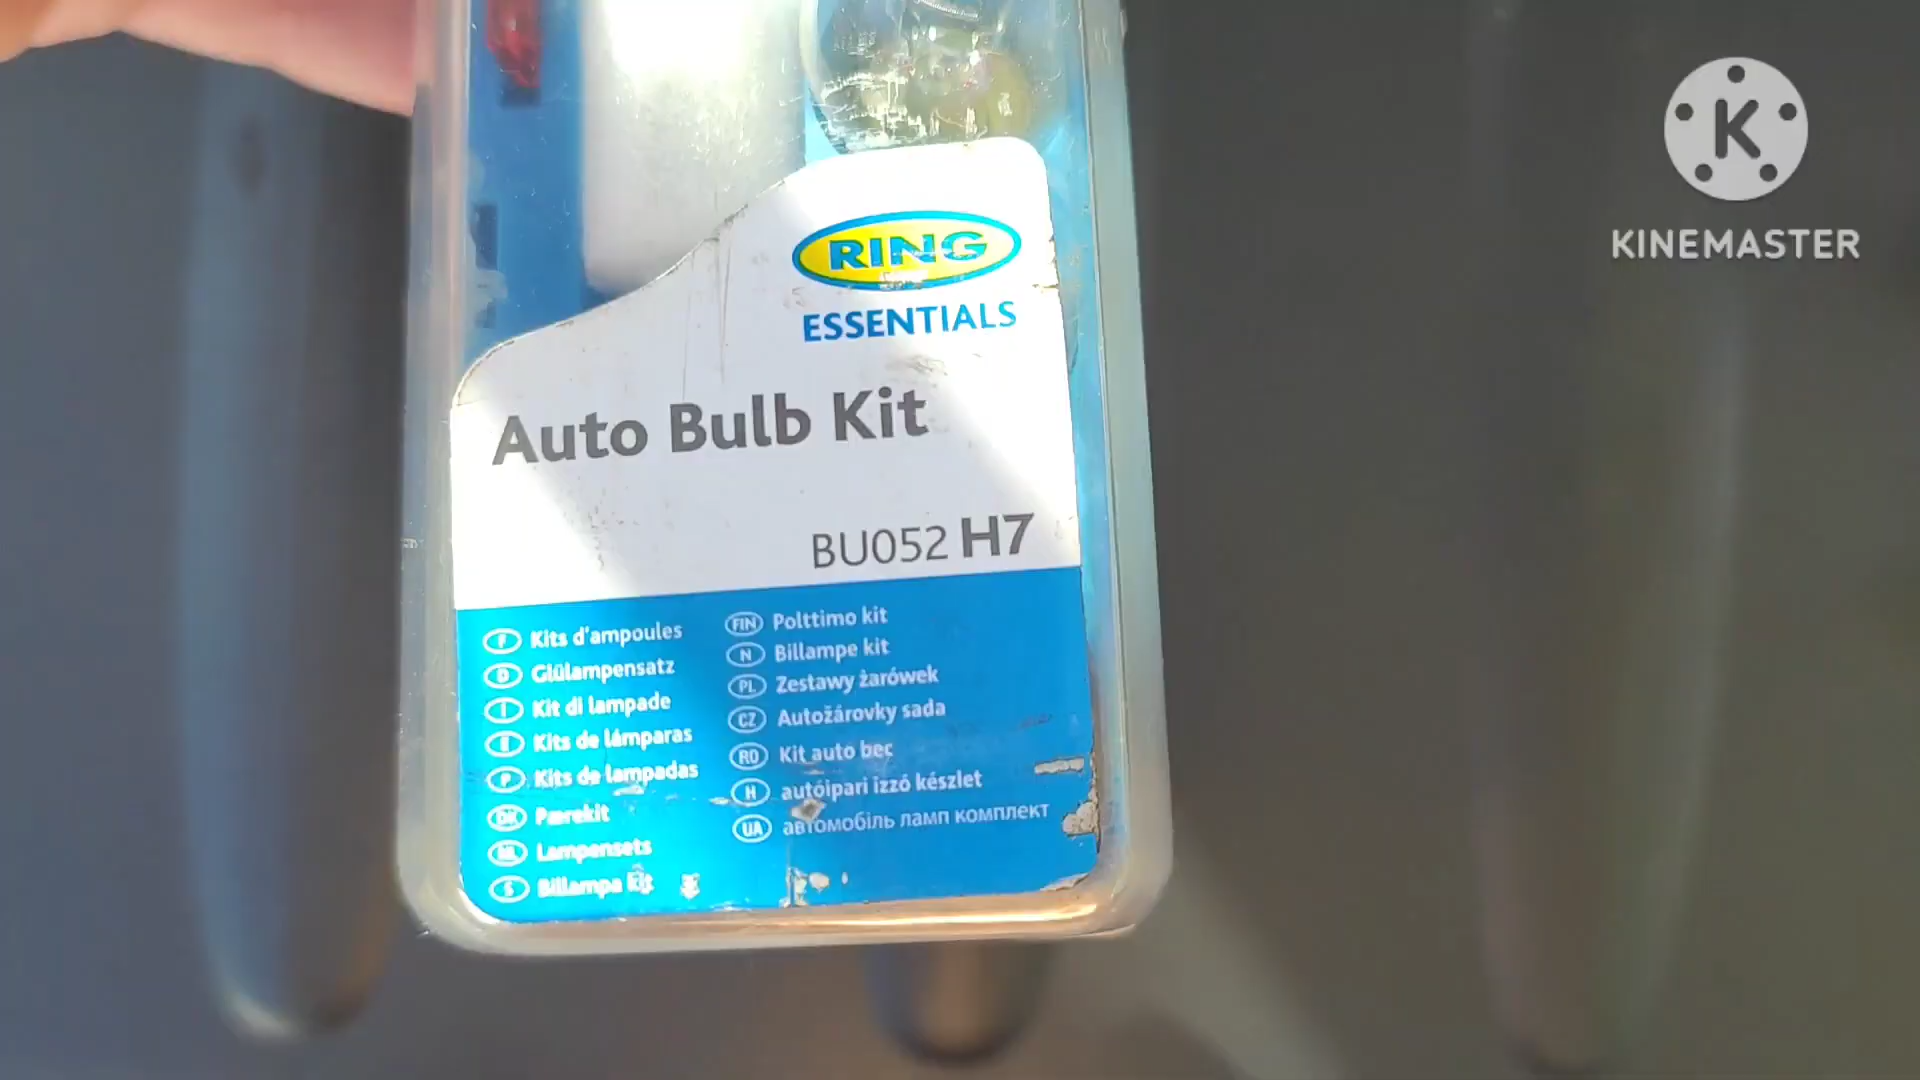 RING
ESSENTIALS
Auto Bulb Kit
BU052 H7
F Kits d'ampoules
D Glülampensatz
I Kit di lampade
E Kits de lámparas
P Kits de lampadas
DK Pærekit
NL Lampensets
S Billampa kit
FIN Polttimo kit
N Billampe kit
PL Zestawy żarówek
CZ Autožárovky sada
RO Kit auto bec
H autóipari izzó készlet
UA автомобіль ламп комплект
K
KINEMASTER